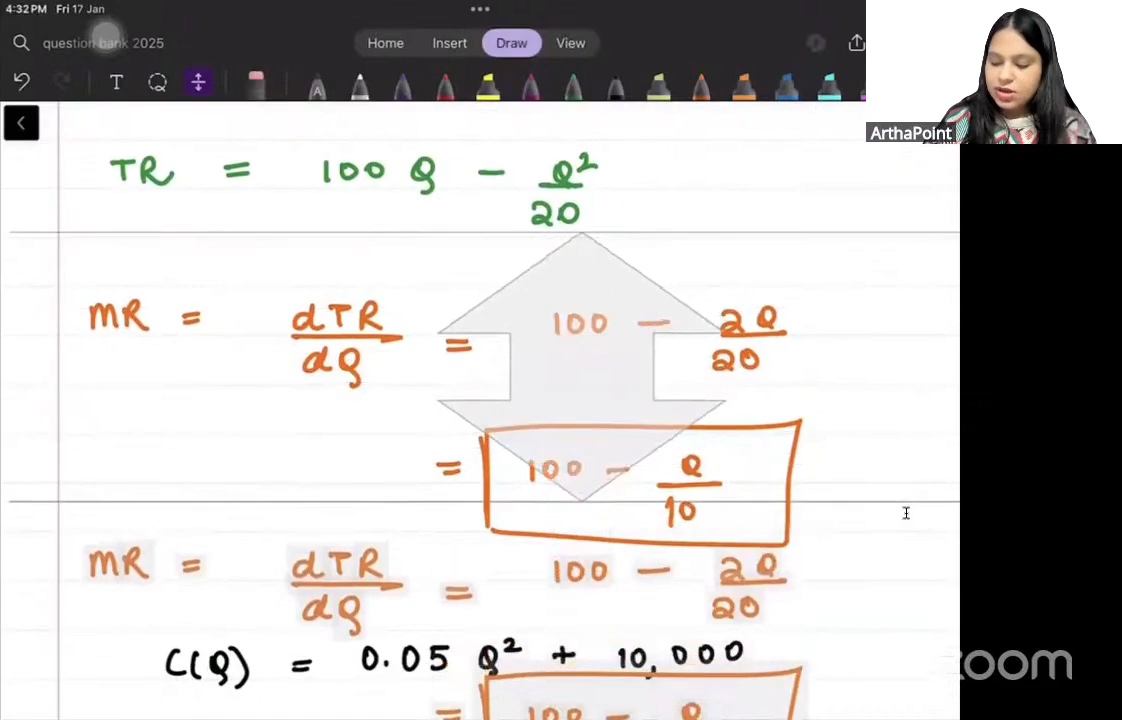 4:32 PM Fri 17 Jan
question bank 2025
Home Insert Draw View
T
A
ArthaPoint
TR = 100 Q - Q²/20
MR = dTR/dQ = 100 - 2Q/20
= 100 - Q/10
MR = dTR/dQ = 100 - 2Q/20
C(Q) = 0.05 Q² + 10,000
zoom
= 100 - Q